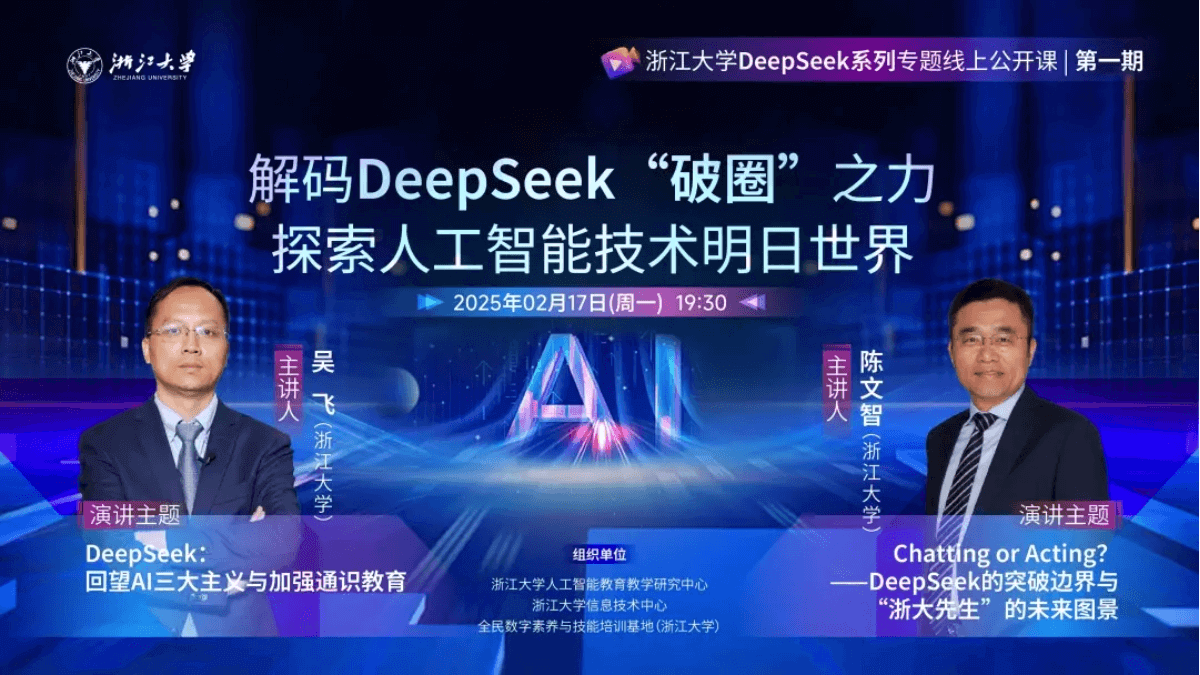 浙江大学
ZHEJIANG UNIVERSITY
浙江大学DeepSeek系列专题线上公开课 | 第一期
解码DeepSeek“破圈”之力
探索人工智能技术明日世界
2025年02月17日(周一) 19:30
AI
主讲人
吴 飞(浙江大学)
主讲人
陈文智(浙江大学)
演讲主题
DeepSeek:
回望AI三大主义与加强通识教育
组织单位
浙江大学人工智能教育教学研究中心
浙江大学信息技术中心
全民数字素养与技能培训基地(浙江大学)
演讲主题
Chatting or Acting?
——DeepSeek的突破边界与
“浙大先生”的未来图景